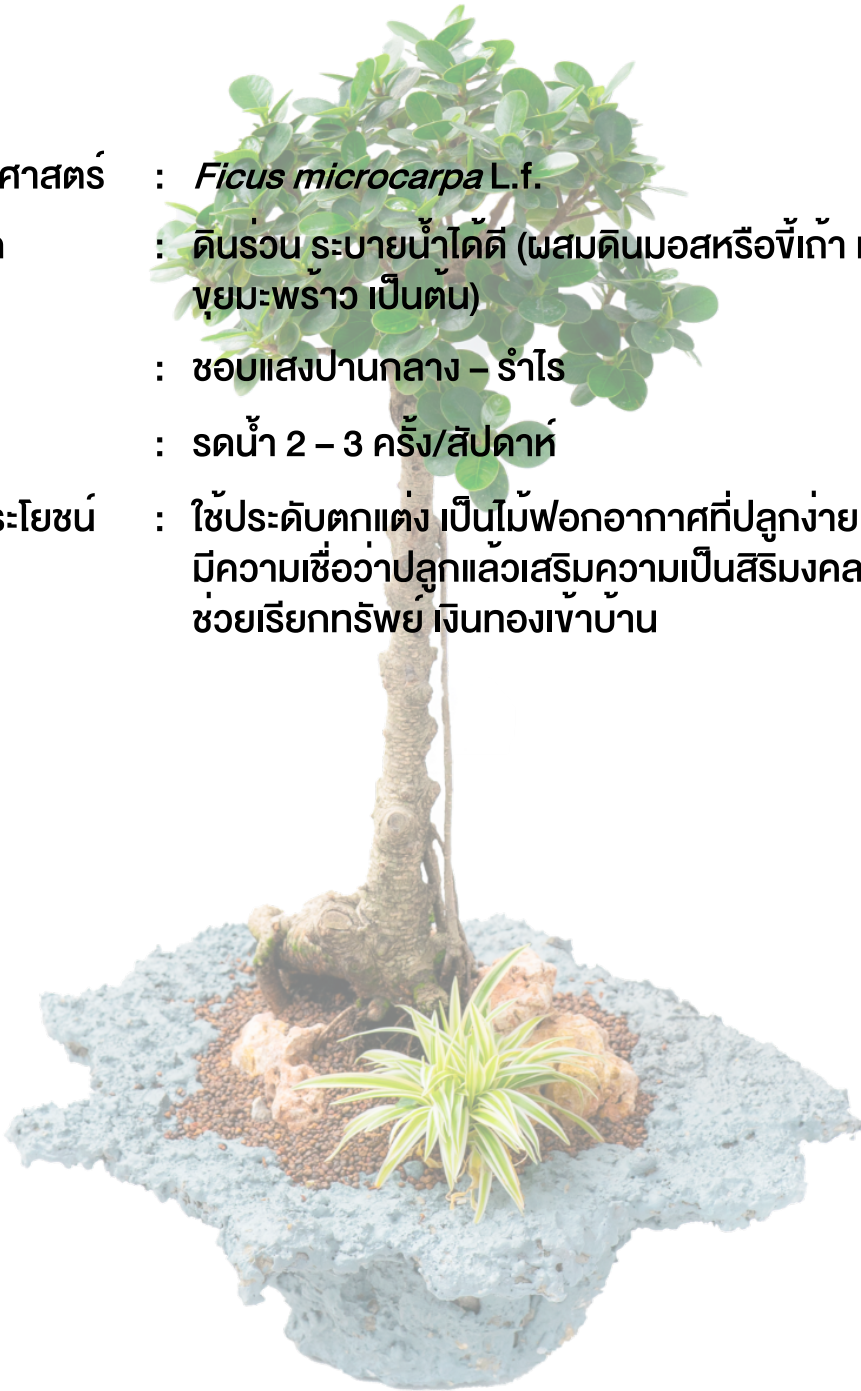 ศาสตร์ : Ficus microcarpa L.f.
: ดินร่วน ระบายน้ำได้ดี (ผสมดินมอสหรือขี้เถ้า
ขุยมะพร้าว เป็นต้น)
: ชอบแสงปานกลาง – รำไร
: รดน้ำ 2 – 3 ครั้ง/สัปดาห์
ระโยชน์ : ใช้ประดับตกแต่ง เป็นไม้ฟอกอากาศที่ปลูกง่าย
มีความเชื่อว่าปลูกแล้วเสริมความเป็นสิริมงคล
ช่วยเรียกทรัพย์ เงินทองเข้าบ้าน